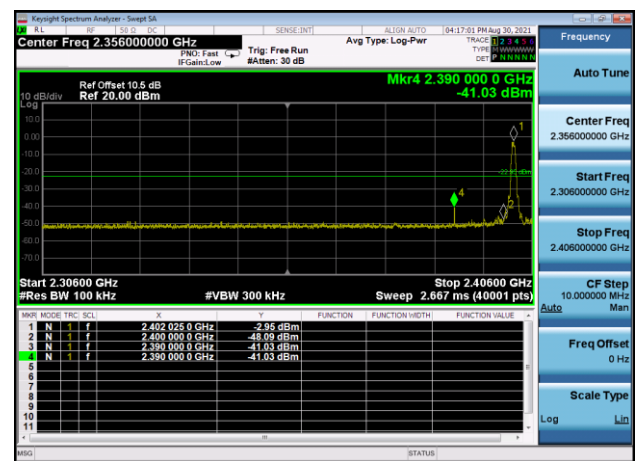 Keysight Spectrum Analyzer - Swept SA
RL RF 50 Ω DC SENSE:INT ALIGN AUTO 04:17:01 PM Aug 30, 2021
Center Freq 2.356000000 GHz
PNO: Fast
IFGain:Low
Trig: Free Run
#Atten: 30 dB
Avg Type: Log-Pwr
TRACE 1 2 3 4 5 6
TYPE M WWWWW
DET P N N N N N
Mkr4 2.390 000 0 GHz
-41.03 dBm
Ref Offset 10.5 dB
10 dB/div Ref 20.00 dBm
Log
10.0
0.00
-10.0
-20.0
-30.0
-40.0
-50.0
-60.0
-70.0
1
-22.95 dBm
4
2
Start 2.30600 GHz Stop 2.40600 GHz
#Res BW 100 kHz #VBW 300 kHz Sweep 2.667 ms (40001 pts)
MKR MODE TRC SCL X Y FUNCTION FUNCTION WIDTH FUNCTION VALUE
1 N 1 f 2.402 025 0 GHz -2.95 dBm
2 N 1 f 2.400 000 0 GHz -48.09 dBm
3 N 1 f 2.390 000 0 GHz -41.03 dBm
4 N 1 f 2.390 000 0 GHz -41.03 dBm
5
6
7
8
9
10
11
MSG STATUS
Frequency
Auto Tune
Center Freq
2.356000000 GHz
Start Freq
2.306000000 GHz
Stop Freq
2.406000000 GHz
CF Step
10.000000 MHz
Auto Man
Freq Offset
0 Hz
Scale Type
Log Lin